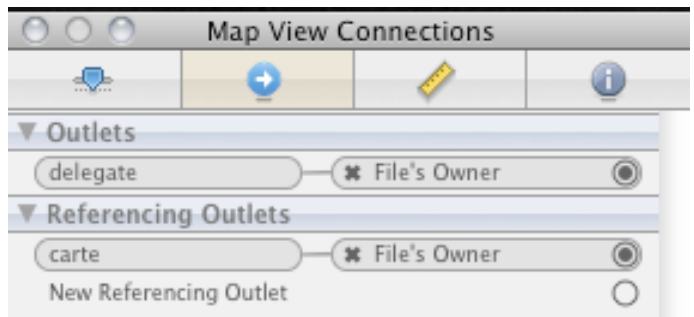 Map View Connections
Outlets
delegate File's Owner
Referencing Outlets
carte File's Owner
New Referencing Outlet